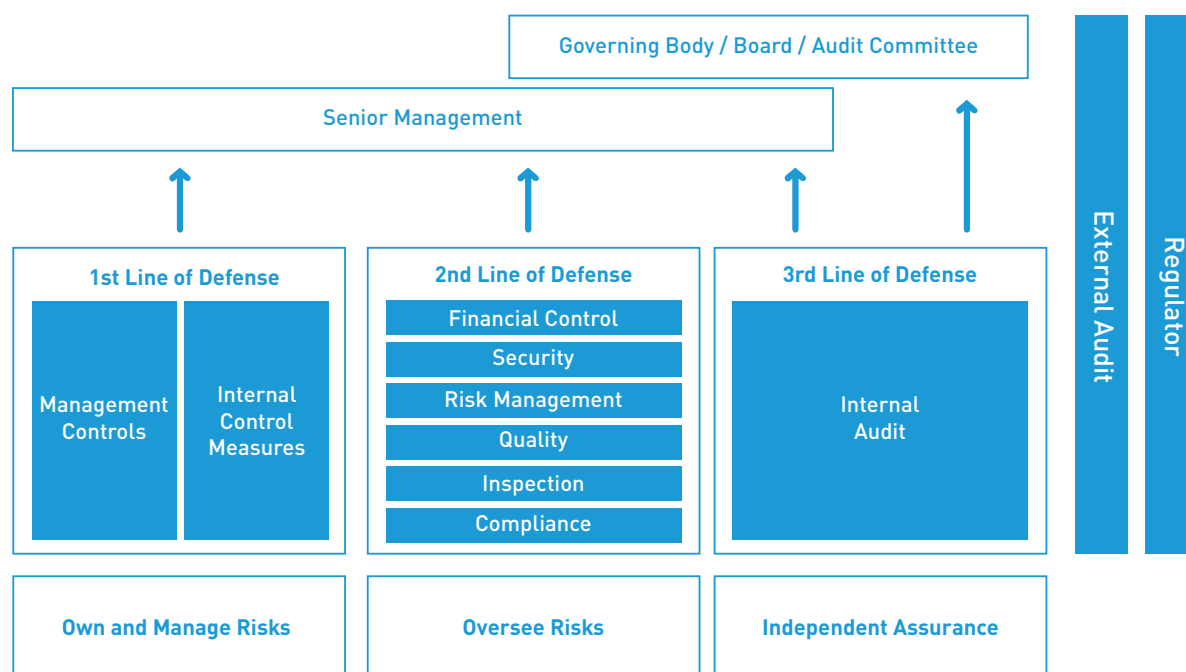 Governing Body / Board / Audit Committee
Senior Management
1st Line of Defense
Management
Controls
Internal
Control
Measures
2nd Line of Defense
Financial Control
Security
Risk Management
Quality
Inspection
Compliance
3rd Line of Defense
Internal
Audit
External Audit
Regulator
Own and Manage Risks
Oversee Risks
Independent Assurance